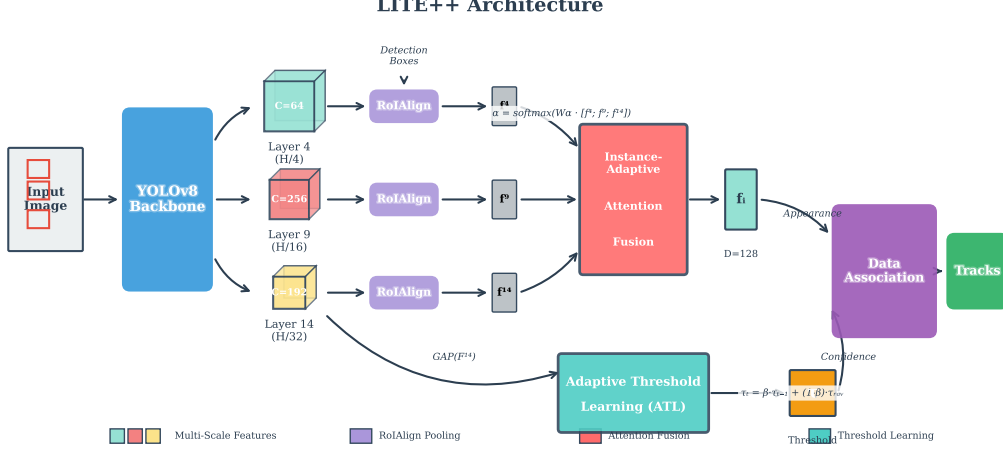 LITE++ Architecture
Detection
Boxes
C=64
RoIAlign
f⁴
α = softmax(Wα · [f⁴; f⁹; f¹⁴])
Layer 4
(H/4)
Instance-
Adaptive
Attention
Fusion
Input
Image
YOLOv8
Backbone
C=256
RoIAlign
f⁹
Layer 9
(H/16)
fᵢ
D=128
Appearance
Data
Association
Tracks
C=192
RoIAlign
f¹⁴
Layer 14
(H/32)
GAP(F¹⁴)
Adaptive Threshold
Learning (ATL)
Confidence
τₜ = β·τₜ₋₁ +
Threshold
Multi-Scale Features
RoIAlign Pooling
Attention Fusion
Threshold Learning